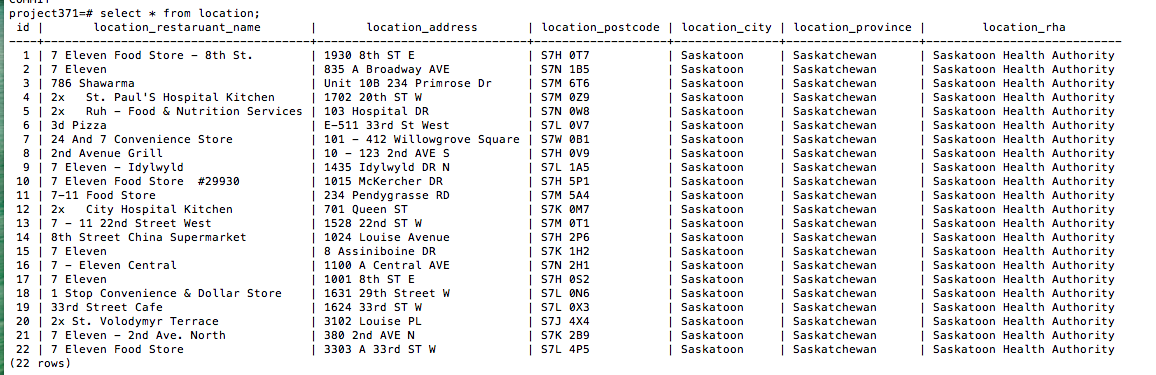 COMMIT
project371=# select * from location;
 id |      location_restaruant_name       |      location_address       | location_postcode | location_city | location_province |        location_rha
----+-------------------------------------+-----------------------------+-------------------+---------------+-------------------+----------------------------
  1 | 7 Eleven Food Store - 8th St.       | 1930 8th ST E               | S7H 0T7           | Saskatoon     | Saskatchewan      | Saskatoon Health Authority
  2 | 7 Eleven                            | 835 A Broadway AVE          | S7N 1B5           | Saskatoon     | Saskatchewan      | Saskatoon Health Authority
  3 | 786 Shawarma                        | Unit 10B 234 Primrose Dr    | S7M 6T6           | Saskatoon     | Saskatchewan      | Saskatoon Health Authority
  4 | 2x   St. Paul'S Hospital Kitchen    | 1702 20th ST W              | S7M 0Z9           | Saskatoon     | Saskatchewan      | Saskatoon Health Authority
  5 | 2x   Ruh - Food & Nutrition Services | 103 Hospital DR             | S7N 0W8           | Saskatoon     | Saskatchewan      | Saskatoon Health Authority
  6 | 3d Pizza                            | E-511 33rd St West          | S7L 0V7           | Saskatoon     | Saskatchewan      | Saskatoon Health Authority
  7 | 24 And 7 Convenience Store          | 101 - 412 Willowgrove Square | S7W 0B1           | Saskatoon     | Saskatchewan      | Saskatoon Health Authority
  8 | 2nd Avenue Grill                    | 10 - 123 2nd AVE S          | S7H 0V9           | Saskatoon     | Saskatchewan      | Saskatoon Health Authority
  9 | 7 Eleven - Idylwyld                 | 1435 Idylwyld DR N          | S7L 1A5           | Saskatoon     | Saskatchewan      | Saskatoon Health Authority
 10 | 7 Eleven Food Store  #29930         | 1015 McKercher DR           | S7H 5P1           | Saskatoon     | Saskatchewan      | Saskatoon Health Authority
 11 | 7-11 Food Store                     | 234 Pendygrasse RD          | S7M 5A4           | Saskatoon     | Saskatchewan      | Saskatoon Health Authority
 12 | 2x   City Hospital Kitchen          | 701 Queen ST                | S7K 0M7           | Saskatoon     | Saskatchewan      | Saskatoon Health Authority
 13 | 7 - 11 22nd Street West             | 1528 22nd ST W              | S7M 0T1           | Saskatoon     | Saskatchewan      | Saskatoon Health Authority
 14 | 8th Street China Supermarket        | 1024 Louise Avenue          | S7H 2P6           | Saskatoon     | Saskatchewan      | Saskatoon Health Authority
 15 | 7 Eleven                            | 8 Assiniboine DR            | S7K 1H2           | Saskatoon     | Saskatchewan      | Saskatoon Health Authority
 16 | 7 - Eleven Central                  | 1100 A Central AVE          | S7N 2H1           | Saskatoon     | Saskatchewan      | Saskatoon Health Authority
 17 | 7 Eleven                            | 1001 8th ST E               | S7H 0S2           | Saskatoon     | Saskatchewan      | Saskatoon Health Authority
 18 | 1 Stop Convenience & Dollar Store   | 1631 29th Street W          | S7L 0N6           | Saskatoon     | Saskatchewan      | Saskatoon Health Authority
 19 | 33rd Street Cafe                    | 1624 33rd ST W              | S7L 0X3           | Saskatoon     | Saskatchewan      | Saskatoon Health Authority
 20 | 2x St. Volodymyr Terrace            | 3102 Louise PL              | S7J 4X4           | Saskatoon     | Saskatchewan      | Saskatoon Health Authority
 21 | 7 Eleven - 2nd Ave. North           | 380 2nd AVE N               | S7K 2B9           | Saskatoon     | Saskatchewan      | Saskatoon Health Authority
 22 | 7 Eleven Food Store                 | 3303 A 33rd ST W            | S7L 4P5           | Saskatoon     | Saskatchewan      | Saskatoon Health Authority
(22 rows)